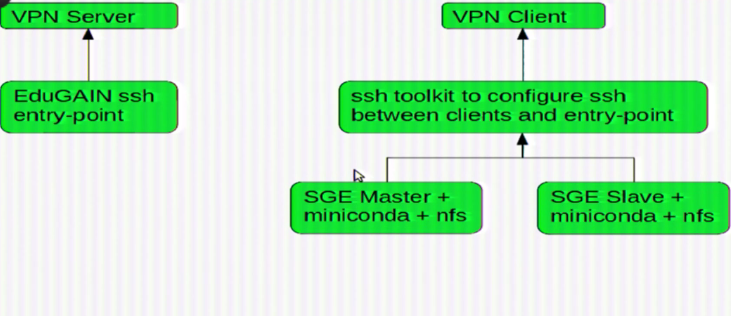 VPN Server
VPN Client
EduGAIN ssh
entry-point
ssh toolkit to configure ssh
between clients and entry-point
SGE Master +
miniconda + nfs
SGE Slave +
miniconda + nfs